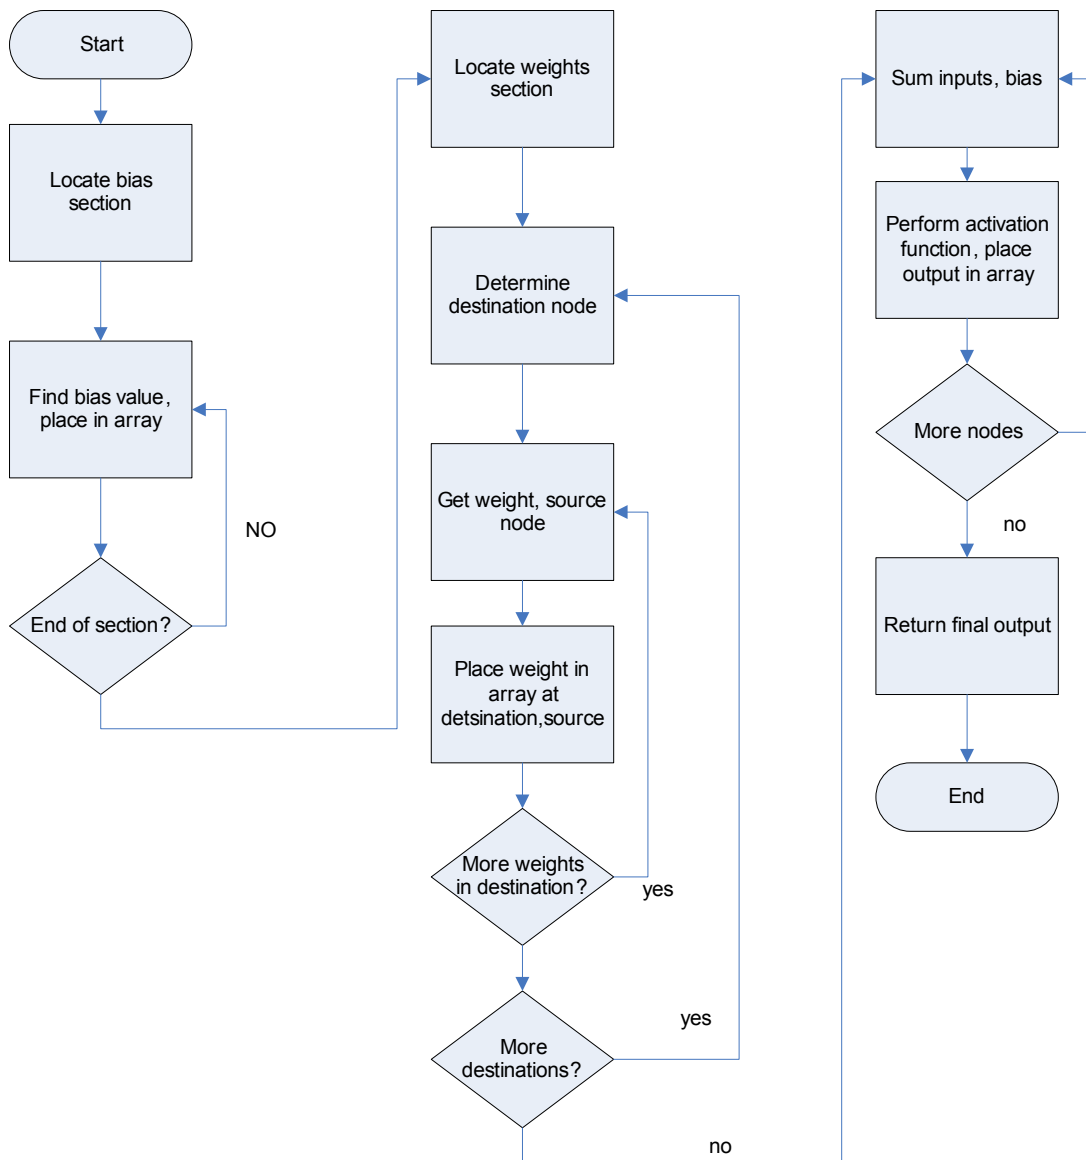 Start
Locate bias
section
Find bias value,
place in array
NO
End of section?
Locate weights
section
Determine
destination node
Get weight, source
node
Place weight in
array at
detsination,source
More weights
in destination?
yes
More
destinations?
yes
no
Sum inputs, bias
Perform activation
function, place
output in array
More nodes
no
Return final output
End